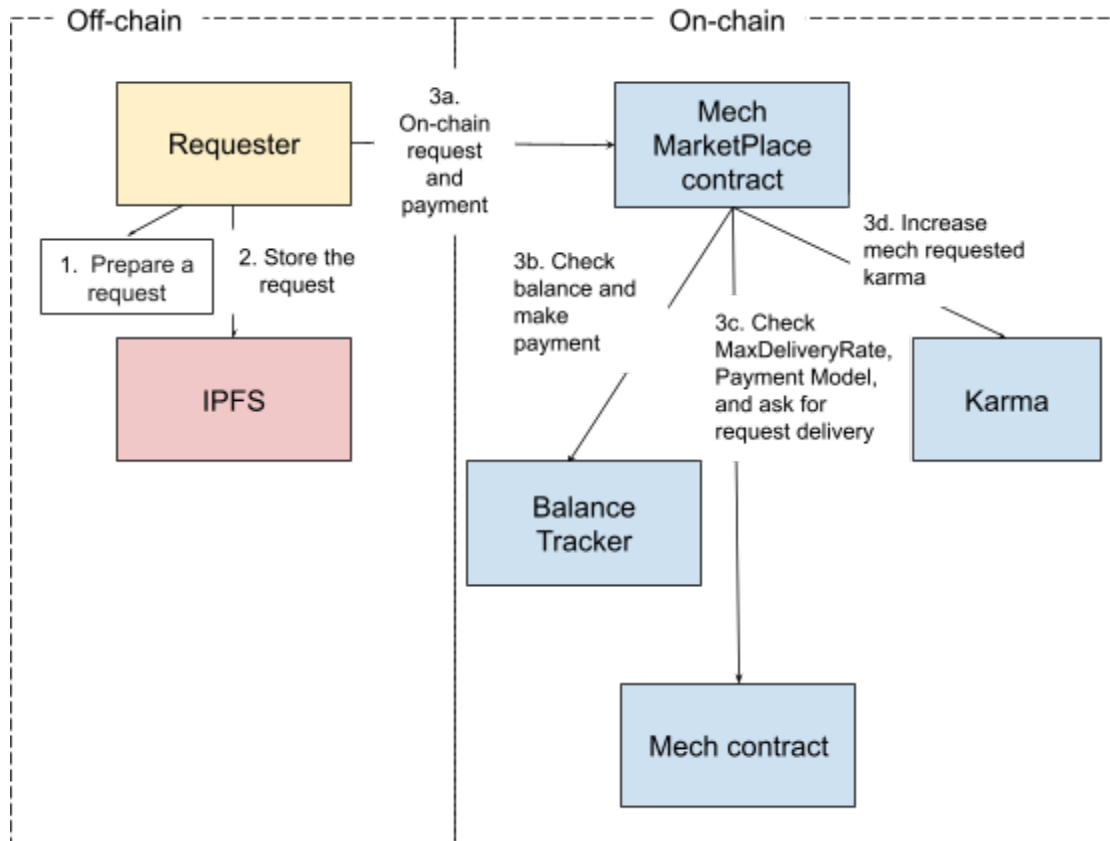 Off-chain
On-chain
Requester
3a.
On-chain
request
and
payment
Mech
MarketPlace
contract
1. Prepare a
request
2. Store the
request
3b. Check
balance and
make
payment
3c. Check
MaxDeliveryRate,
Payment Model,
and ask for
request delivery
3d. Increase
mech requested
karma
IPFS
Karma
Balance
Tracker
Mech contract